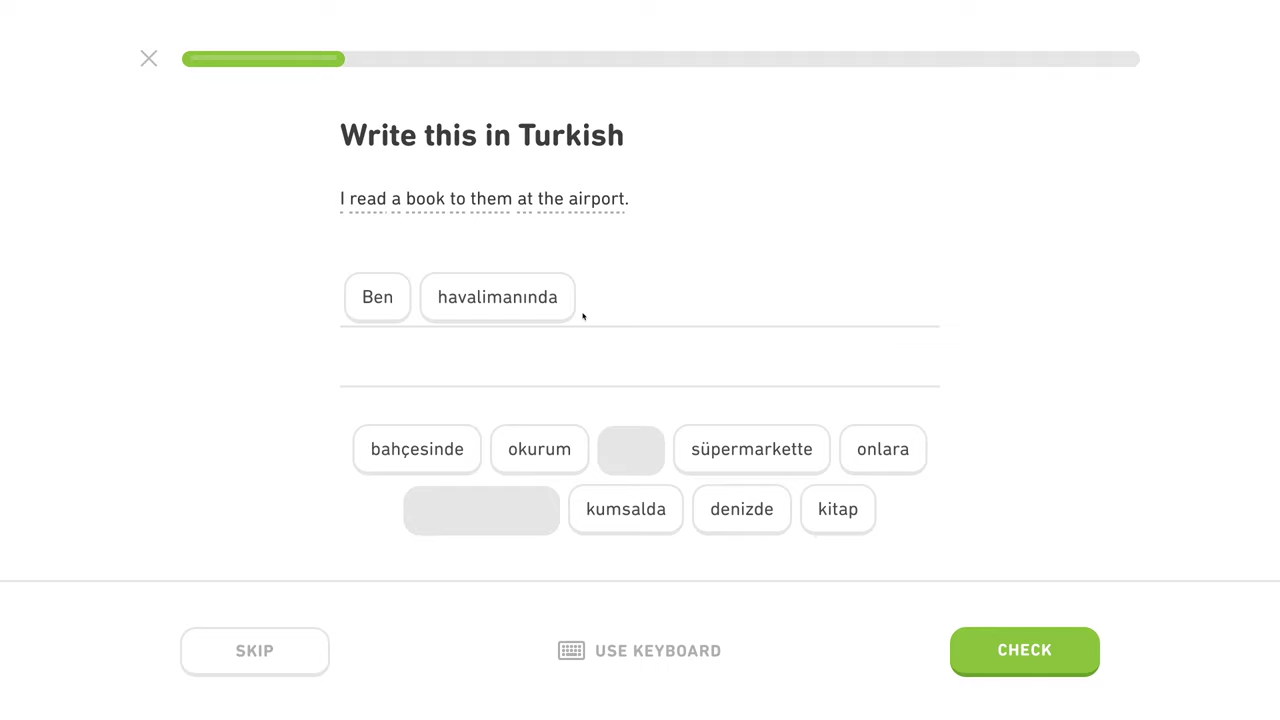 Write this in Turkish
I read a book to them at the airport.
Ben havalimanında
bahçesinde okurum süpermarkette onlara
kumsalda denizde kitap
SKIP USE KEYBOARD CHECK